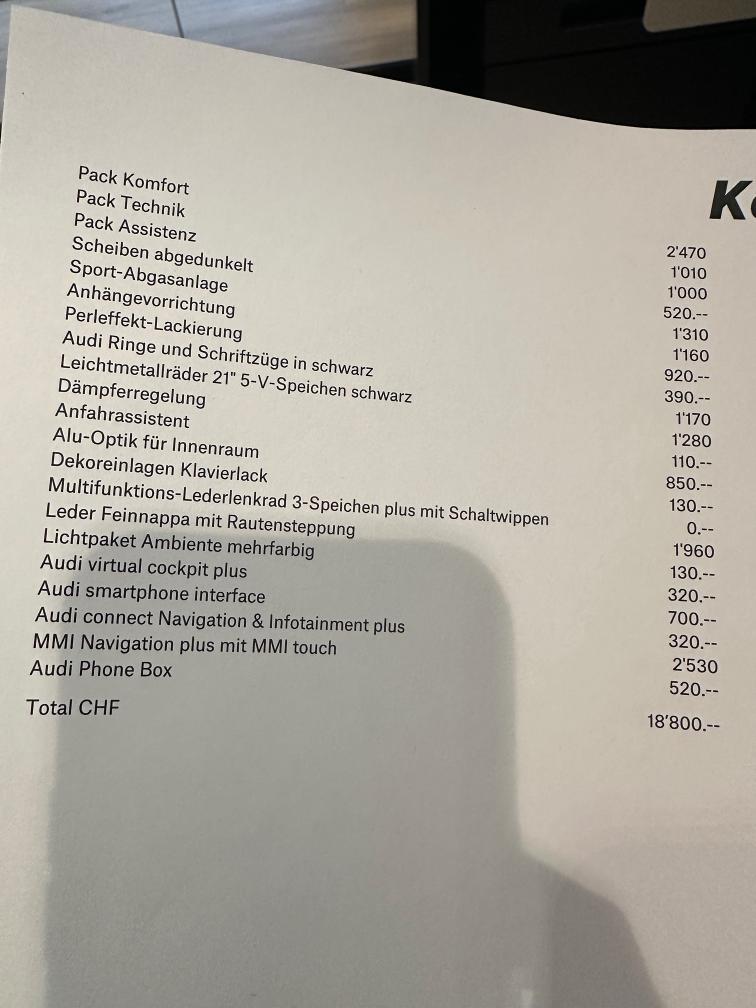 Pack Komfort 2'470
Pack Technik 1'010
Pack Assistenz 1'000
Scheiben abgedunkelt 520.--
Sport-Abgasanlage 1'310
Anhängevorrichtung 1'160
Perleffekt-Lackierung 920.--
Audi Ringe und Schriftzüge in schwarz 390.--
Leichtmetallräder 21" 5-V-Speichen schwarz 1'170
Dämpferregelung 1'280
Anfahrassistent 110.--
Alu-Optik für Innenraum 850.--
Dekoreinlagen Klavierlack 130.--
Multifunktions-Lederlenkrad 3-Speichen plus mit Schaltwippen 0.--
Leder Feinnappa mit Rautensteppung 1'960
Lichtpaket Ambiente mehrfarbig 130.--
Audi virtual cockpit plus 320.--
Audi smartphone interface 700.--
Audi connect Navigation & Infotainment plus 320.--
MMI Navigation plus mit MMI touch 2'530
Audi Phone Box 520.--
Total CHF 18'800.--